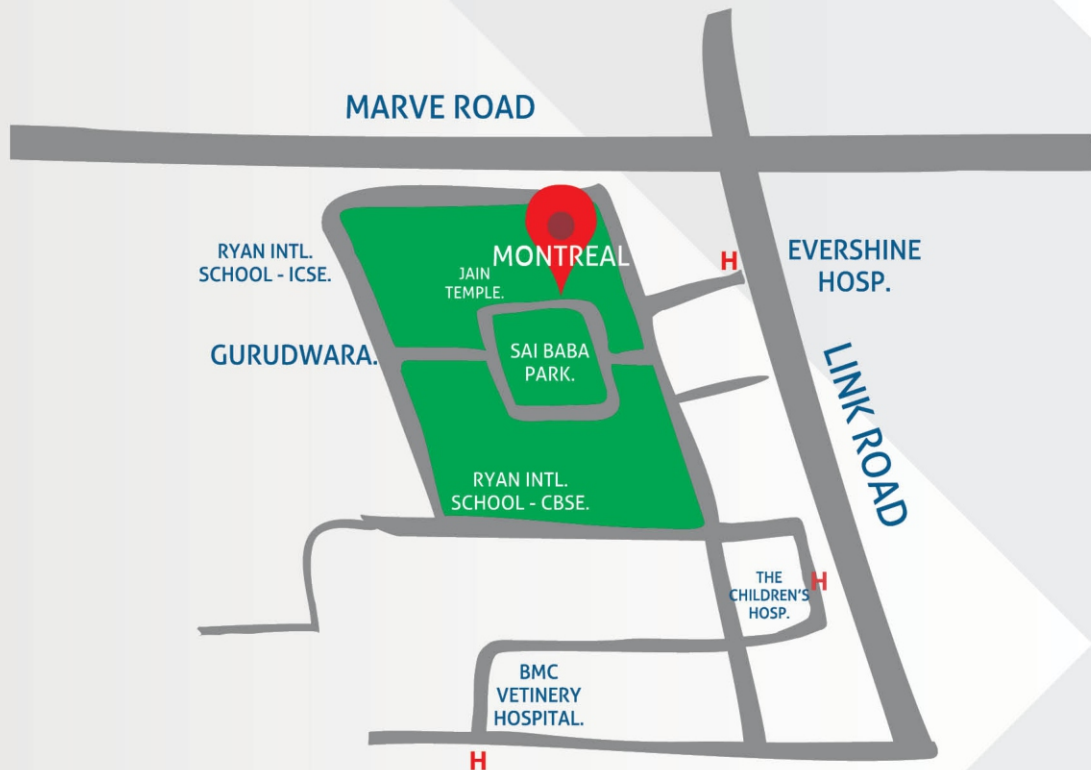 MARVE ROAD
RYAN INTL.
SCHOOL - ICSE.
MONTREAL
JAIN
TEMPLE.
H
EVERSHINE
HOSP.
GURUDWARA.
SAI BABA
PARK.
LINK ROAD
RYAN INTL.
SCHOOL - CBSE.
THE
CHILDREN'S
HOSP.
H
BMC
VETINERY
HOSPITAL.
H